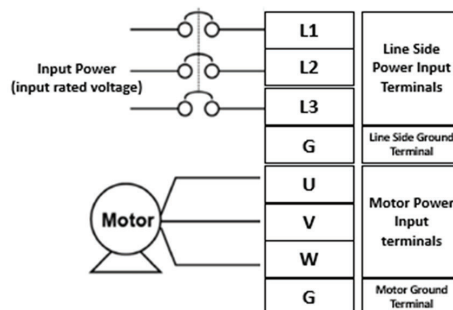 Input Power
(input rated voltage)
L1
L2
L3
G
Line Side
Power Input
Terminals
Line Side Ground
Terminal
Motor
U
V
W
G
Motor Power
Input
terminals
Motor Ground
Terminal